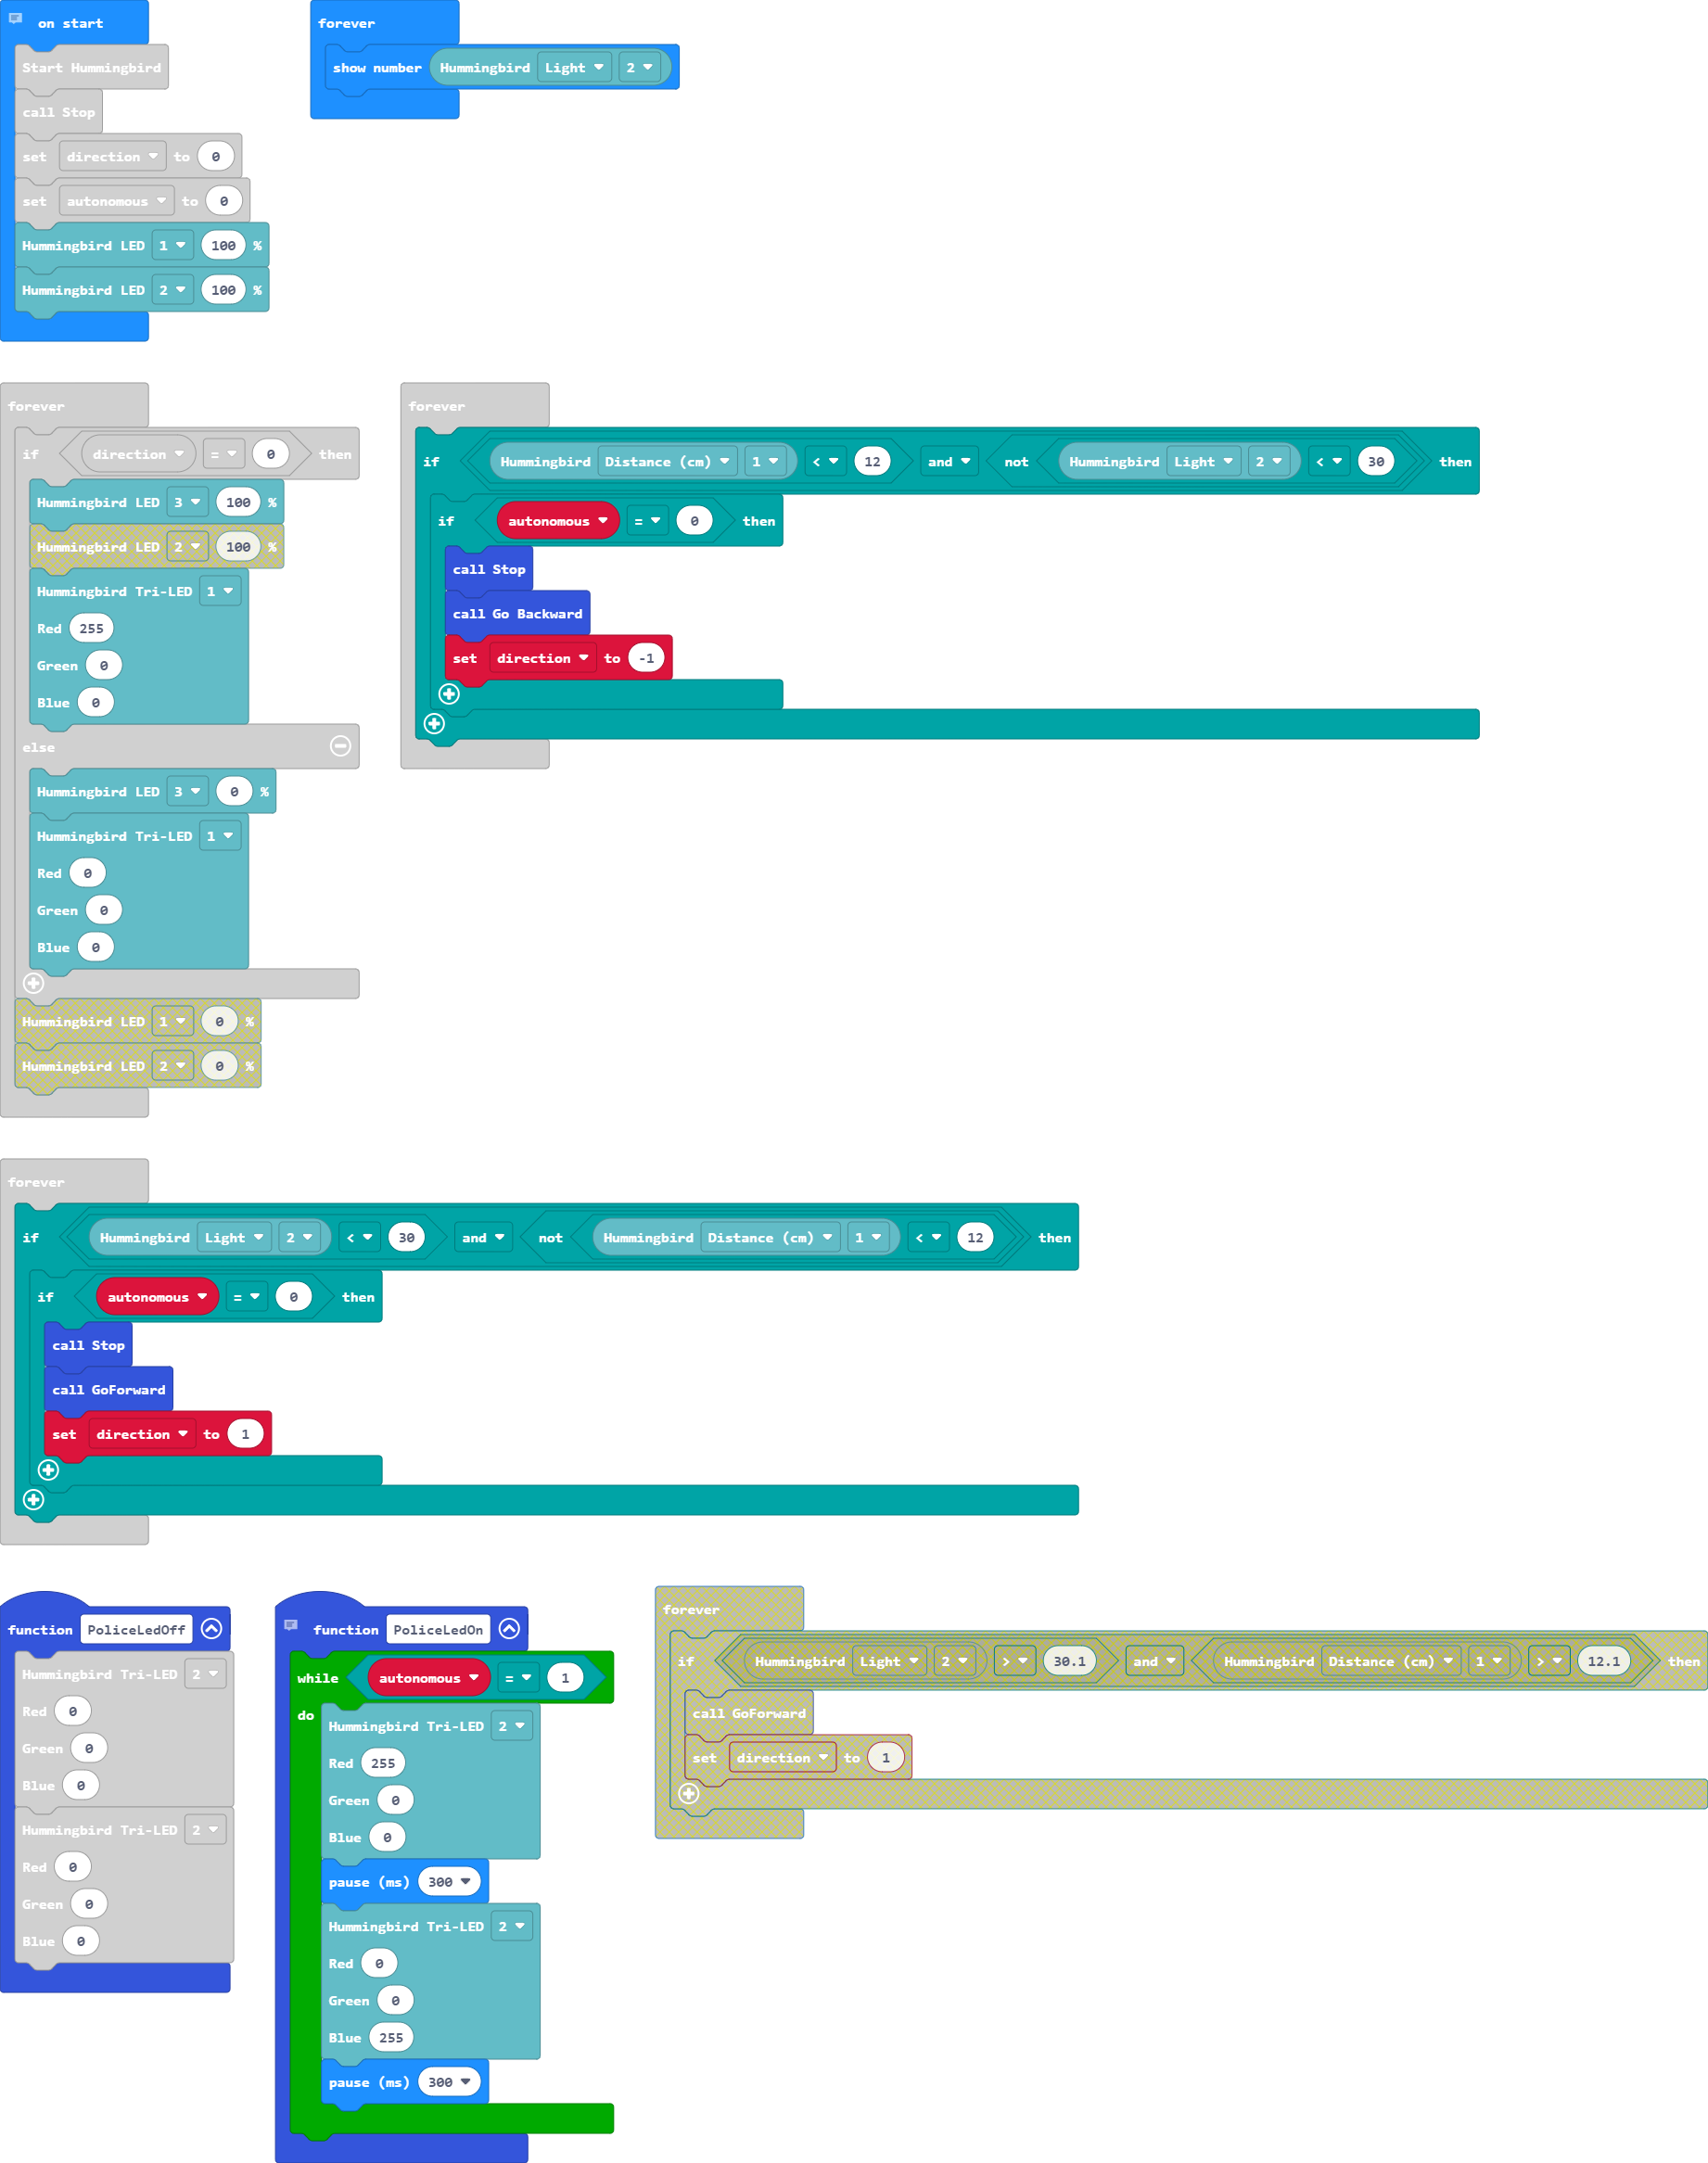 on start
Start Hummingbird
call Stop
set direction to 0
set autonomous to 0
Hummingbird LED 1 100 %
Hummingbird LED 2 100 %
forever
show number Hummingbird Light 2
forever
if direction = 0 then
Hummingbird LED 3 100 %
Hummingbird LED 2 100 %
Hummingbird Tri-LED 1
Red 255
Green 0
Blue 0
else
Hummingbird LED 3 0 %
Hummingbird Tri-LED 1
Red 0
Green 0
Blue 0
Hummingbird LED 1 0 %
Hummingbird LED 2 0 %
forever
if Hummingbird Distance (cm) 1 < 12 and not Hummingbird Light 2 < 30 then
if autonomous = 0 then
call Stop
call Go Backward
set direction to -1
forever
if Hummingbird Light 2 < 30 and not Hummingbird Distance (cm) 1 < 12 then
if autonomous = 0 then
call Stop
call GoForward
set direction to 1
function PoliceLedOff
Hummingbird Tri-LED 2
Red 0
Green 0
Blue 0
Hummingbird Tri-LED 2
Red 0
Green 0
Blue 0
function PoliceLedOn
while autonomous = 1
do
Hummingbird Tri-LED 2
Red 255
Green 0
Blue 0
pause (ms) 300
Hummingbird Tri-LED 2
Red 0
Green 0
Blue 255
pause (ms) 300
forever
if Hummingbird Light 2 > 30.1 and Hummingbird Distance (cm) 1 > 12.1 then
call GoForward
set direction to 1